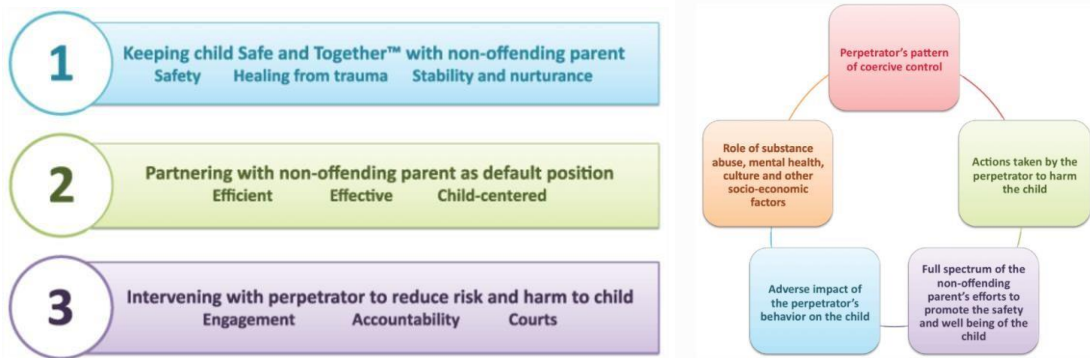 1
Keeping child Safe and Together™ with non-offending parent
Safety Healing from trauma Stability and nurturance
2
Partnering with non-offending parent as default position
Efficient Effective Child-centered
3
Intervening with perpetrator to reduce risk and harm to child
Engagement Accountability Courts
Perpetrator's pattern
of coercive control
Actions taken by the
perpetrator to harm
the child
Full spectrum of the
non-offending
parent's efforts to
promote the safety
and well being of the
child
Adverse impact of
the perpetrator's
behavior on the child
Role of substance
abuse, mental health,
culture and other
socio-economic
factors